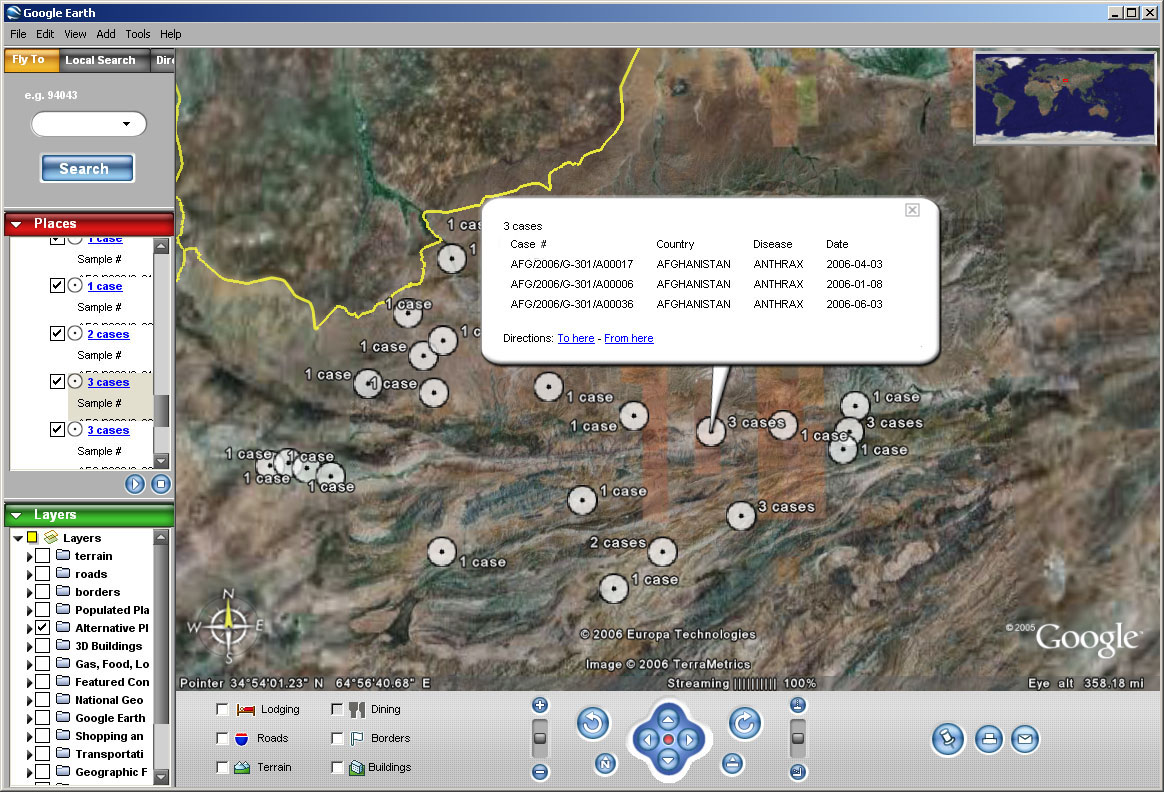 Google Earth
File Edit View Add Tools Help
Fly To Local Search
e.g. 94043
Search
Places
1 case
Sample #
1 case
Sample #
2 cases
Sample #
3 cases
Sample #
3 cases
Sample #
Layers
Layers
terrain
roads
borders
Populated Pla
Alternative Pl
3D Buildings
Gas, Food, Lo
Featured Con
National Geo
Google Earth
Shopping an
Transportati
Geographic F
3 cases
Case # Country Disease Date
AFG/2006/G-301/A00017 AFGHANISTAN ANTHRAX 2006-04-03
AFG/2006/G-301/A00006 AFGHANISTAN ANTHRAX 2006-01-08
AFG/2006/G-301/A00036 AFGHANISTAN ANTHRAX 2006-06-03
Directions: To here - From here
1 case
1 case
1 case
1 case
1 case
1 case
1 case
3 cases
1 case
3 cases
1 case
1 case
1 case
1 case
1 case
1 case
1 case
3 cases
2 cases
1 case
1 case
N
W E
S
© 2006 Europa Technologies
Image © 2006 TerraMetrics
© 2005 Google
Pointer 34°54'01.23" N 64°56'40.68" E Streaming |||||||||| 100% Eye alt 358.18 mi
Lodging Dining
Roads Borders
Terrain Buildings
N